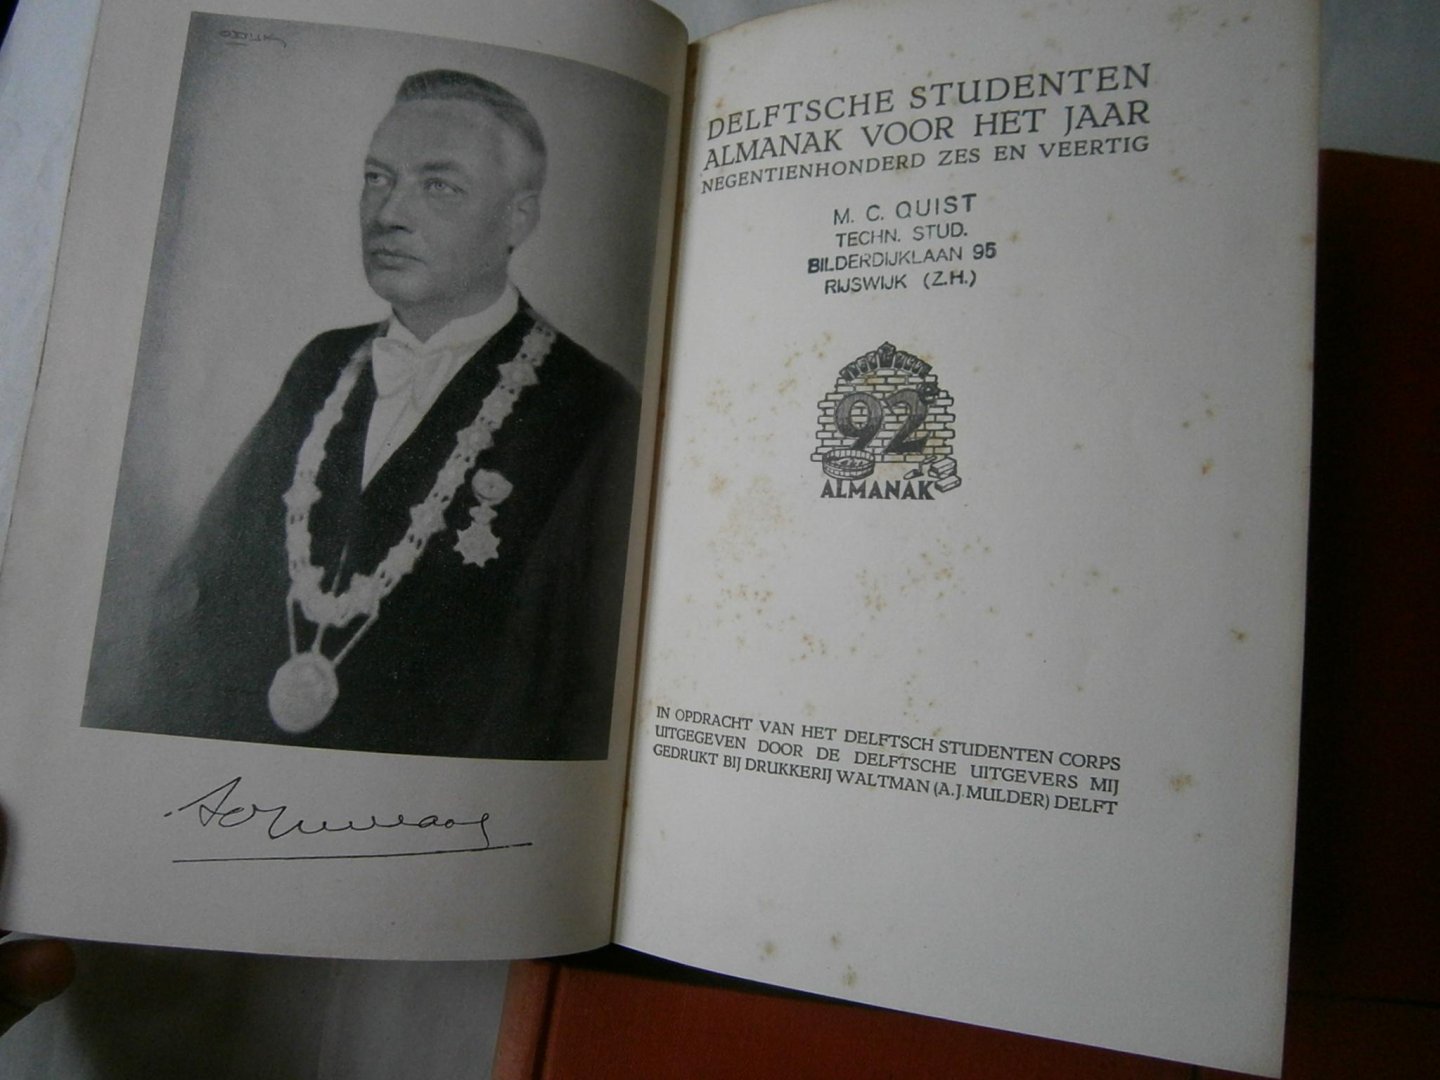 DELFTSCHE STUDENTEN
ALMANAK VOOR HET JAAR
NEGENTIENHONDERD ZES EN VEERTIG
M. C. QUIST
TECHN. STUD.
BILDERDIJKLAAN 95
RIJSWIJK (Z.H.)
92e
ALMANAK
IN OPDRACHT VAN HET DELFTSCH STUDENTEN CORPS
UITGEGEVEN DOOR DE DELFTSCHE UITGEVERS MIJ
GEDRUKT BIJ DRUKKERIJ WALTMAN (A.J. MULDER) DELFT